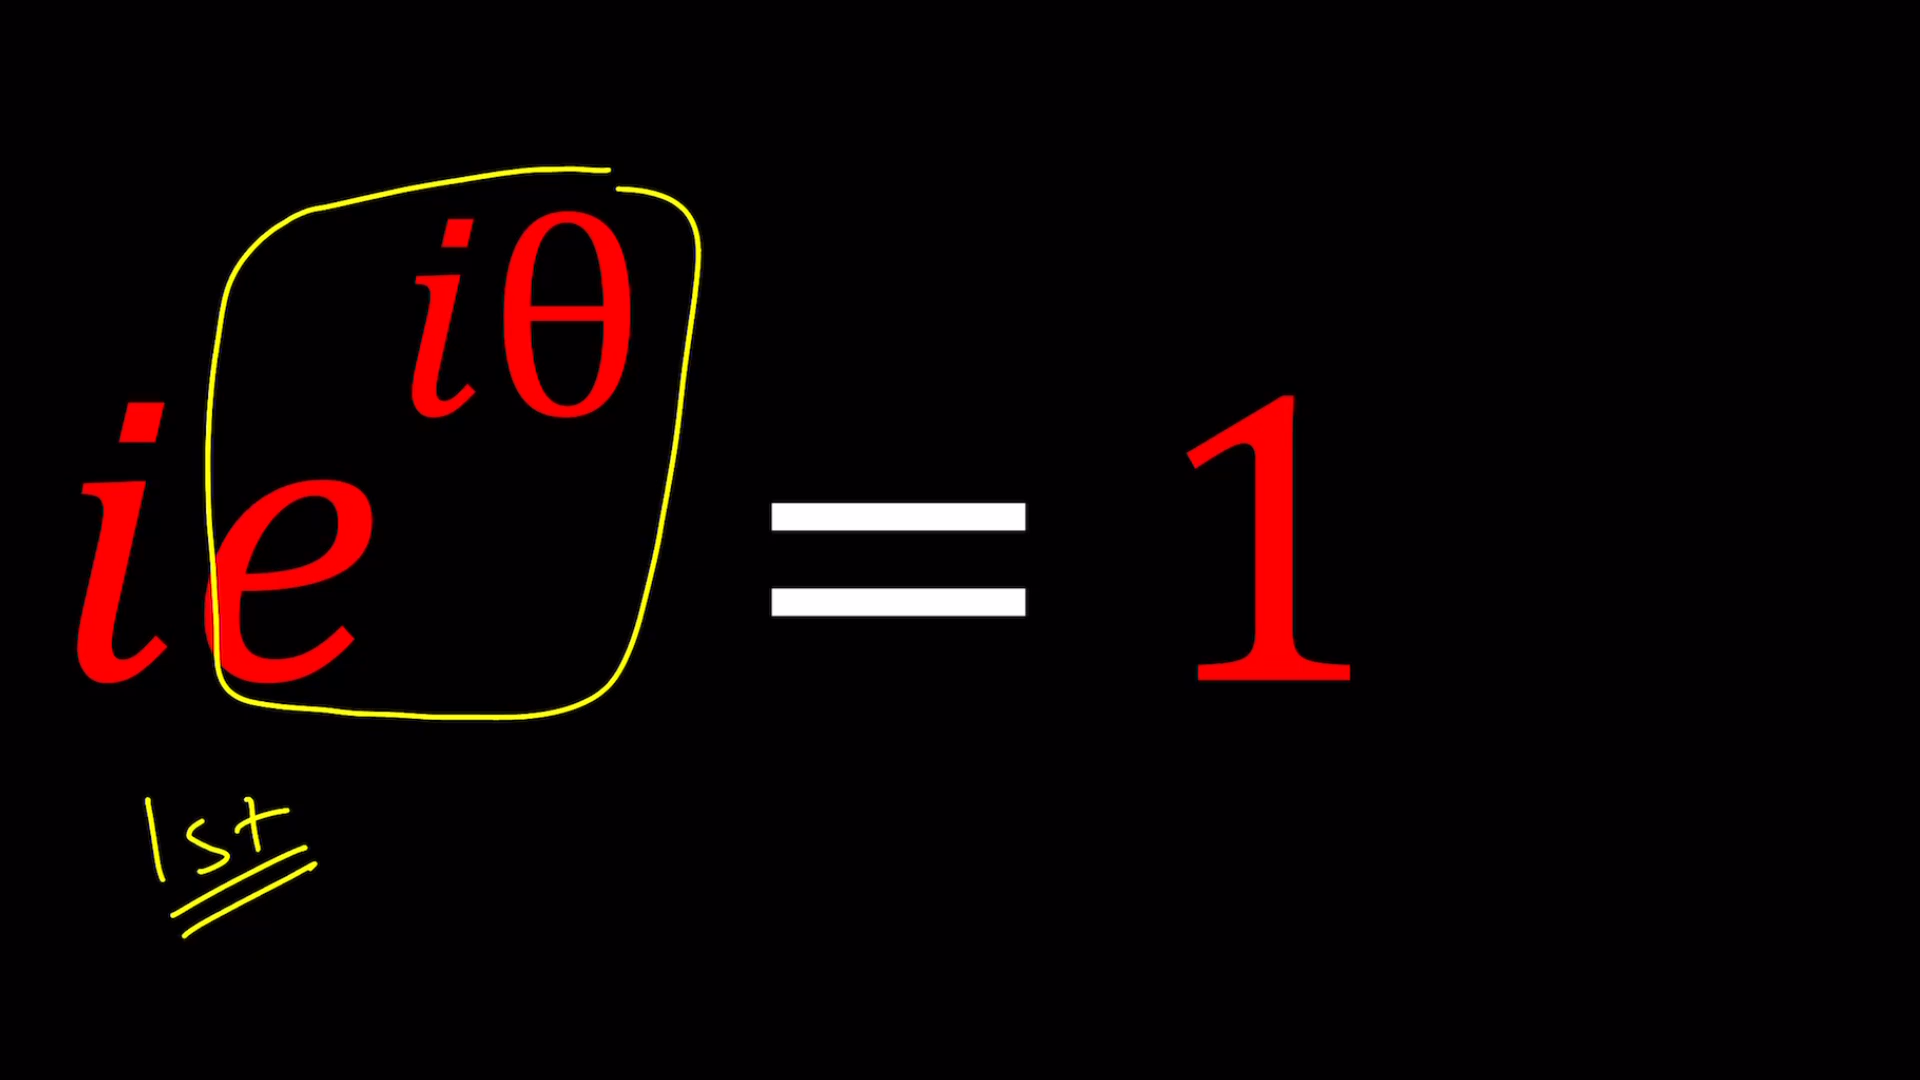 ie^{iθ} = 1
1st